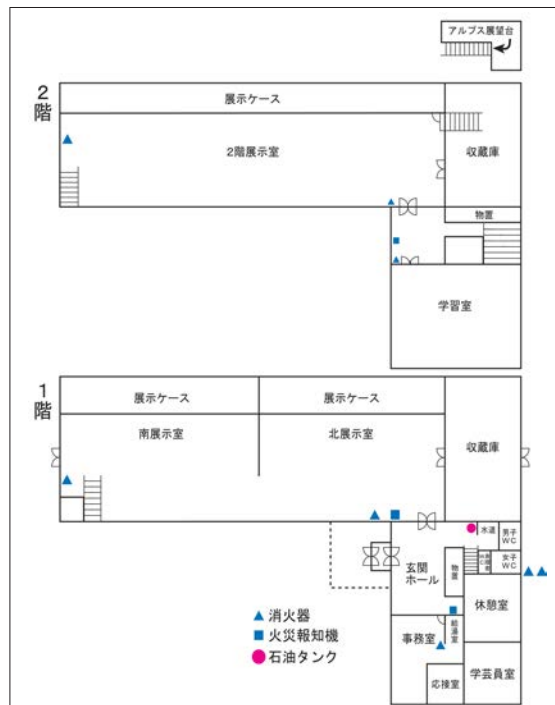 アルプス展望台
2階
展示ケース
2階展示室
収蔵庫
物置
学習室
1階
展示ケース
展示ケース
南展示室
北展示室
収蔵庫
水道
男子WC
女子WC
玄関ホール
物置
休憩室
消火器
火災報知機
石油タンク
事務室
給湯室
応接室
学芸員室